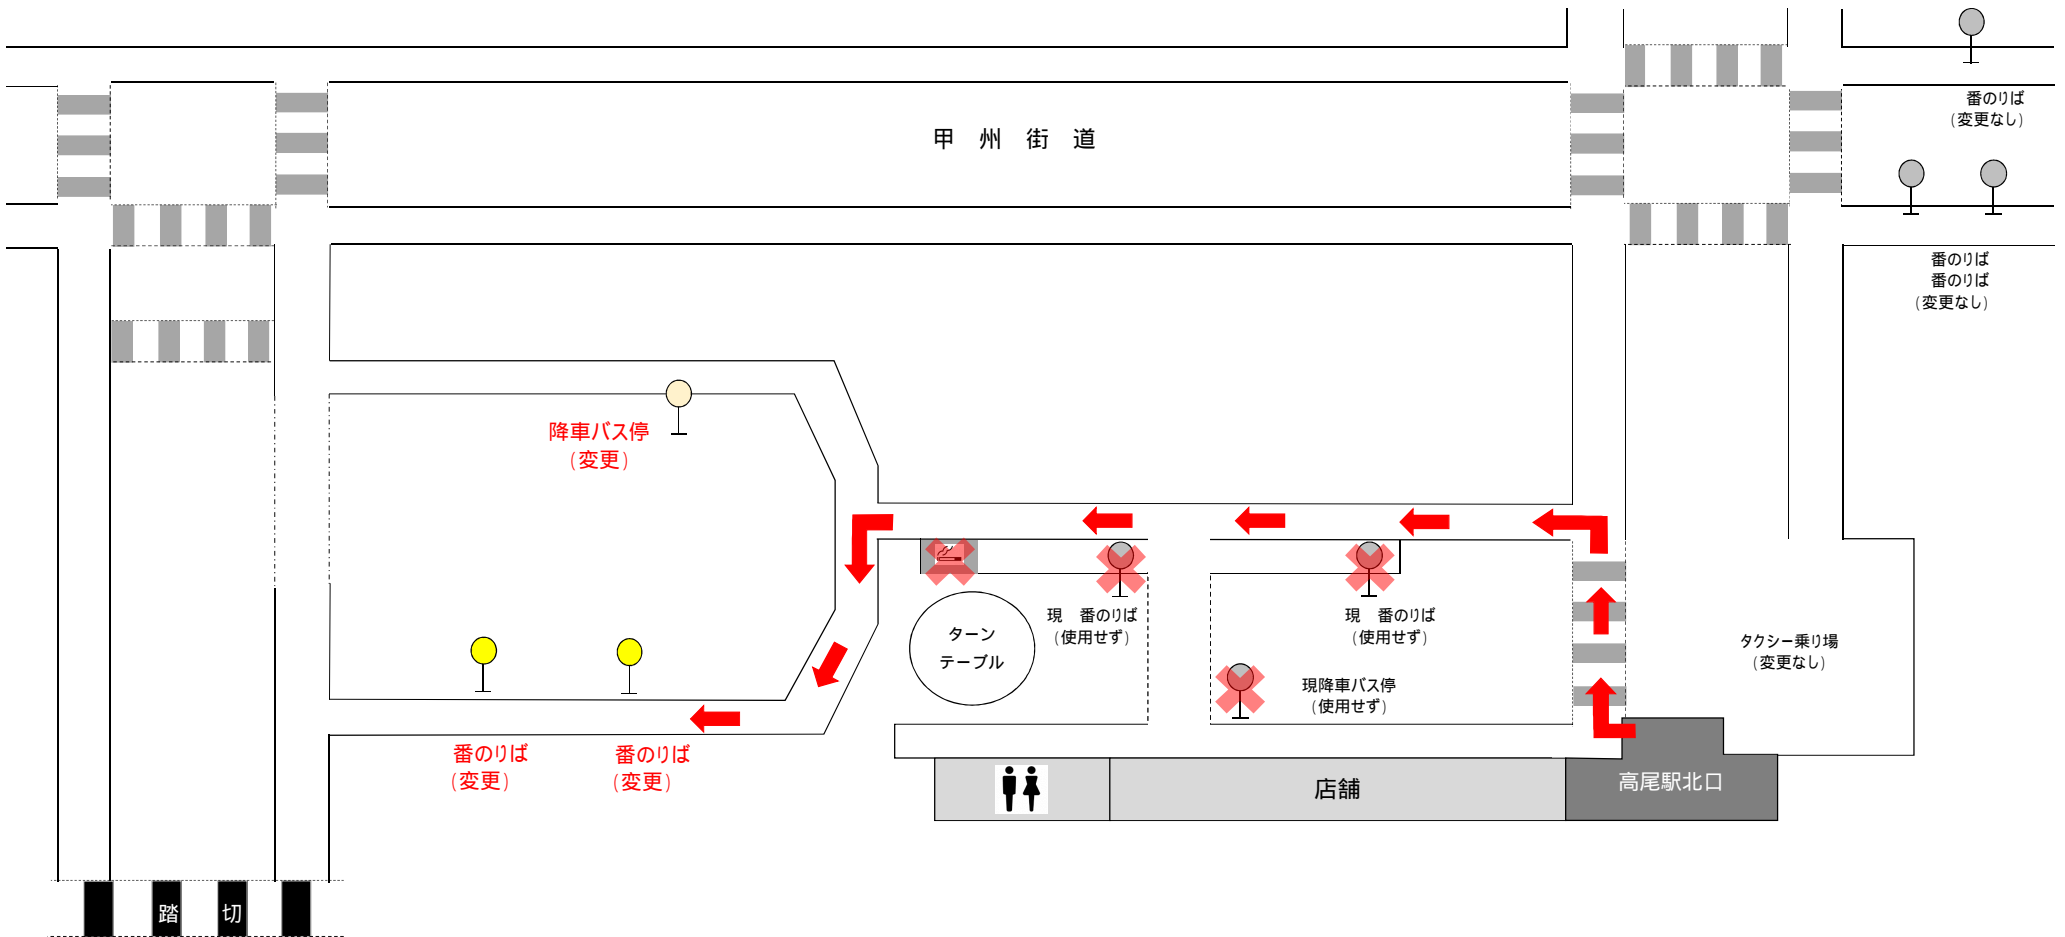 番のりば
(変更なし)
甲 州 街 道
番のりば
番のりば
(変更なし)
降車バス停
(変更)
現 番のりば
(使用せず)
現 番のりば
(使用せず)
ターン
テーブル
タクシー乗り場
(変更なし)
現降車バス停
(使用せず)
番のりば
(変更)
番のりば
(変更)
店舗
高尾駅北口
踏 切